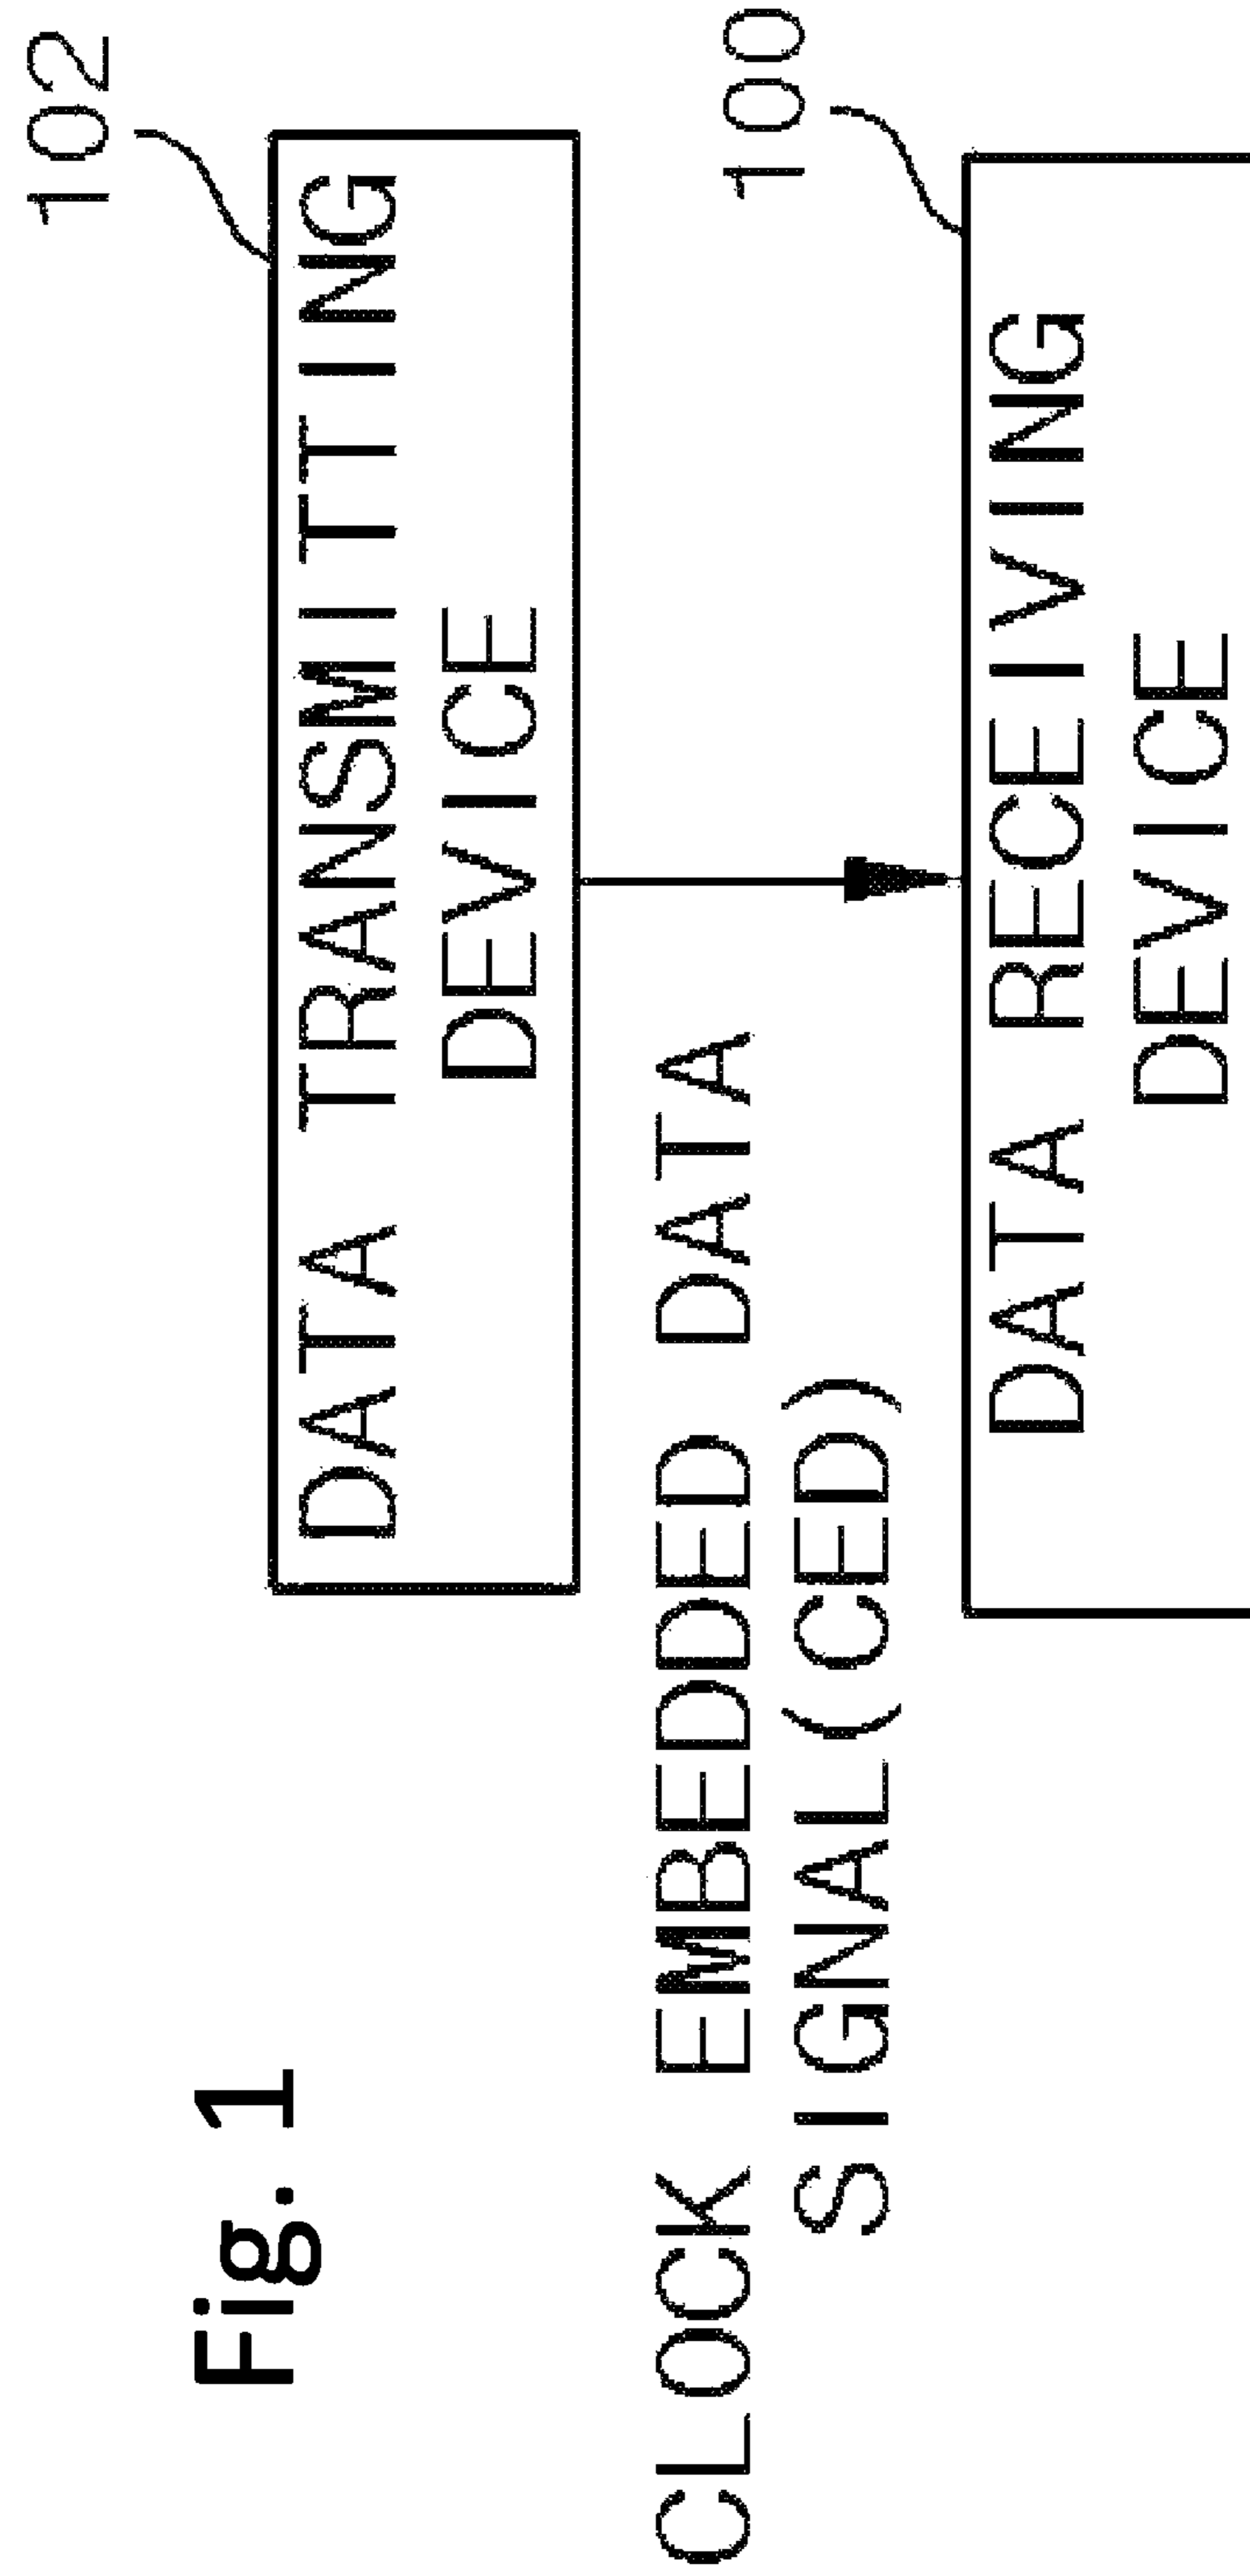 Fig. 1
102
DATA TRANSMITTING
DEVICE
CLOCK EMBEDDED DATA
SIGNAL(CED)
100
DATA RECEIVING
DEVICE